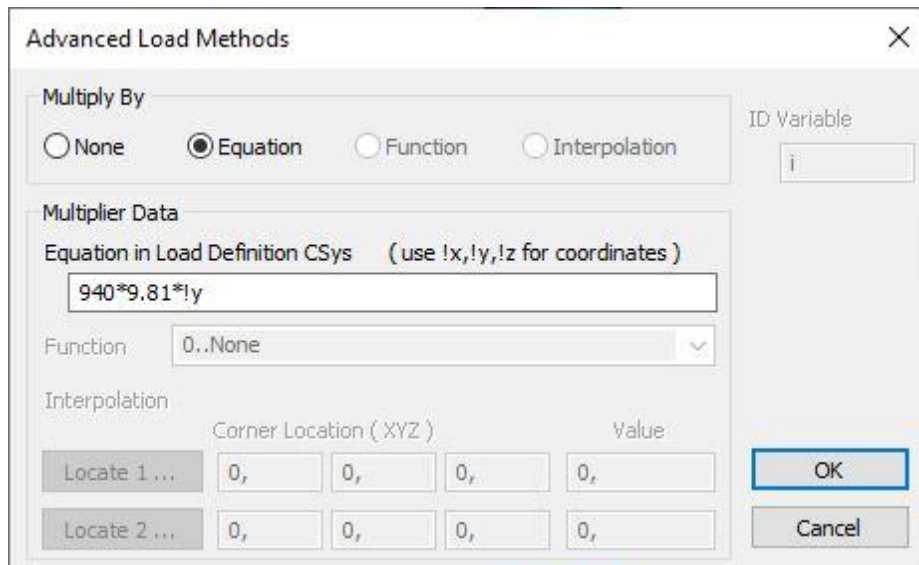 Advanced Load Methods
Multiply By
None Equation Function Interpolation
ID Variable
i
Multiplier Data
Equation in Load Definition CSys ( use !x,!y,!z for coordinates )
940*9.81*!y
Function 0..None
Interpolation
Corner Location ( XYZ ) Value
Locate 1 ... 0, 0, 0, 0,
OK
Locate 2 ... 0, 0, 0, 0,
Cancel